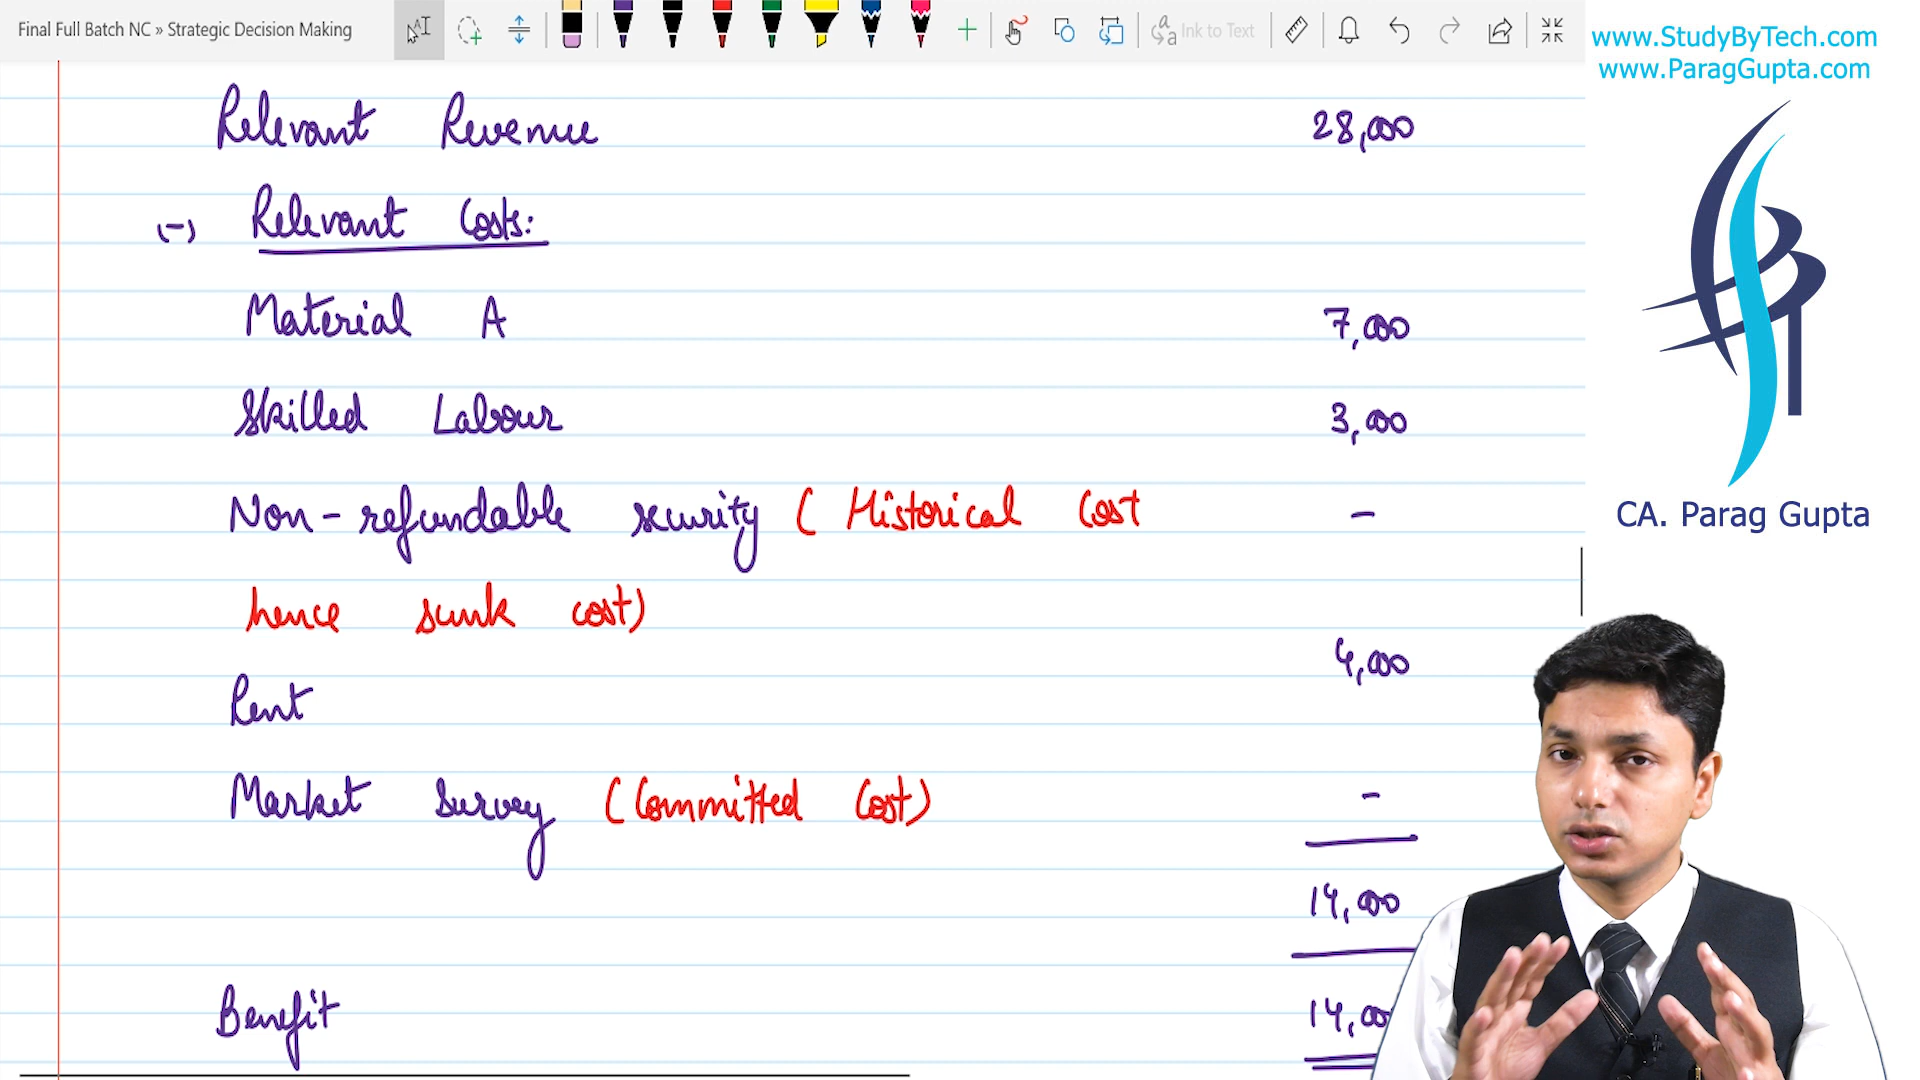 Final Full Batch NC » Strategic Decision Making
Ink to Text
www.StudyByTech.com
www.ParagGupta.com
Relevant Revenue 28,000
(-) Relevant Costs:
Material A 7,000
Skilled Labour 3,000
Non-refundable security (Historical Cost -
hence sunk cost)
CA. Parag Gupta
Rent 4,000
Market Survey (Committed Cost) -
14,000
Benefit 14,000